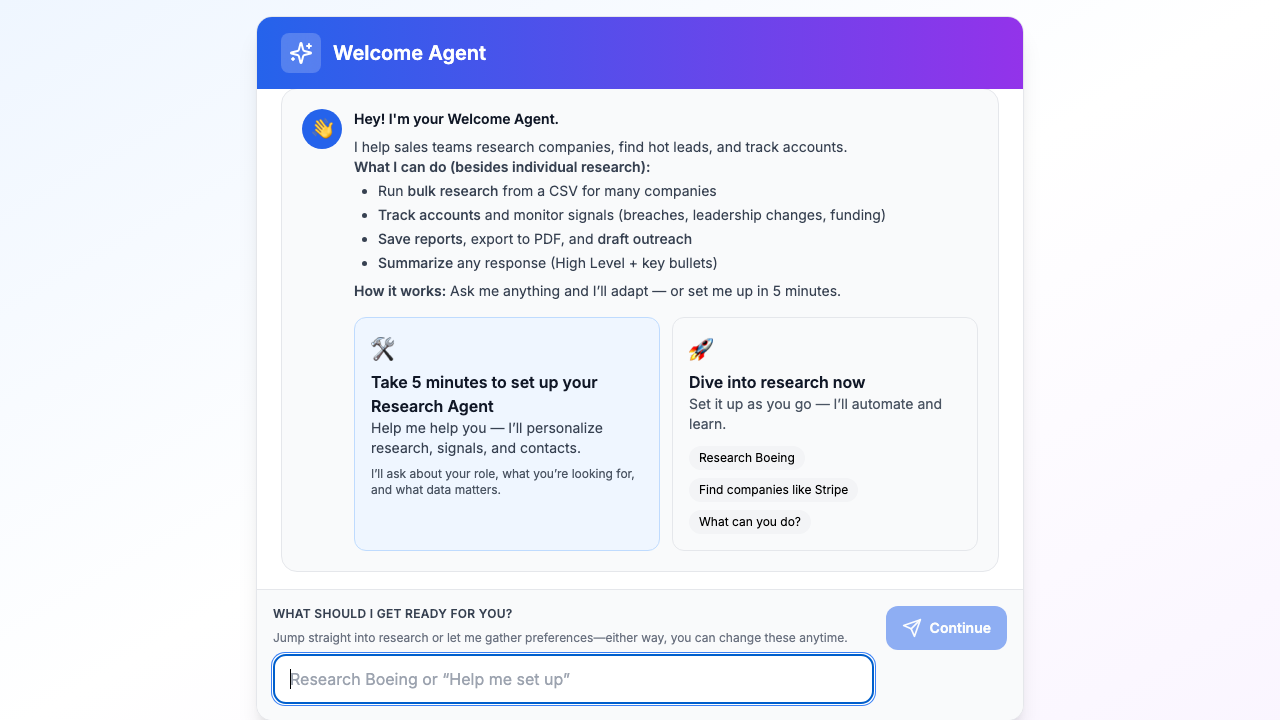 Welcome Agent
Hey! I'm your Welcome Agent.
I help sales teams research companies, find hot leads, and track accounts.
What I can do (besides individual research):
• Run bulk research from a CSV for many companies
• Track accounts and monitor signals (breaches, leadership changes, funding)
• Save reports, export to PDF, and draft outreach
• Summarize any response (High Level + key bullets)
How it works: Ask me anything and I’ll adapt — or set me up in 5 minutes.
Take 5 minutes to set up your
Research Agent
Help me help you — I’ll personalize
research, signals, and contacts.
I’ll ask about your role, what you’re looking for,
and what data matters.
Dive into research now
Set it up as you go — I’ll automate and
learn.
Research Boeing
Find companies like Stripe
What can you do?
WHAT SHOULD I GET READY FOR YOU?
Jump straight into research or let me gather preferences—either way, you can change these anytime.
Research Boeing or “Help me set up”
Continue